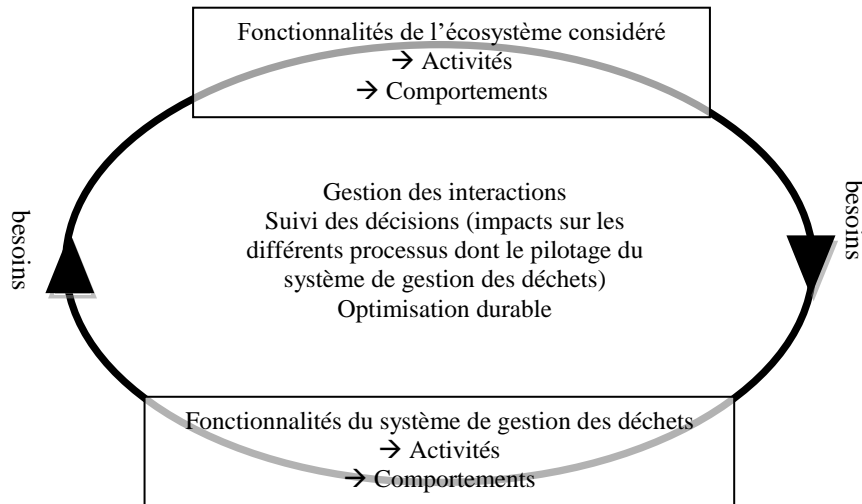 Fonctionnalités de l'écosystème considéré
→ Activités
→ Comportements
besoins
Gestion des interactions
Suivi des décisions (impacts sur les
différents processus dont le pilotage du
système de gestion des déchets)
Optimisation durable
besoins
Fonctionnalités du système de gestion des déchets
→ Activités
→ Comportements